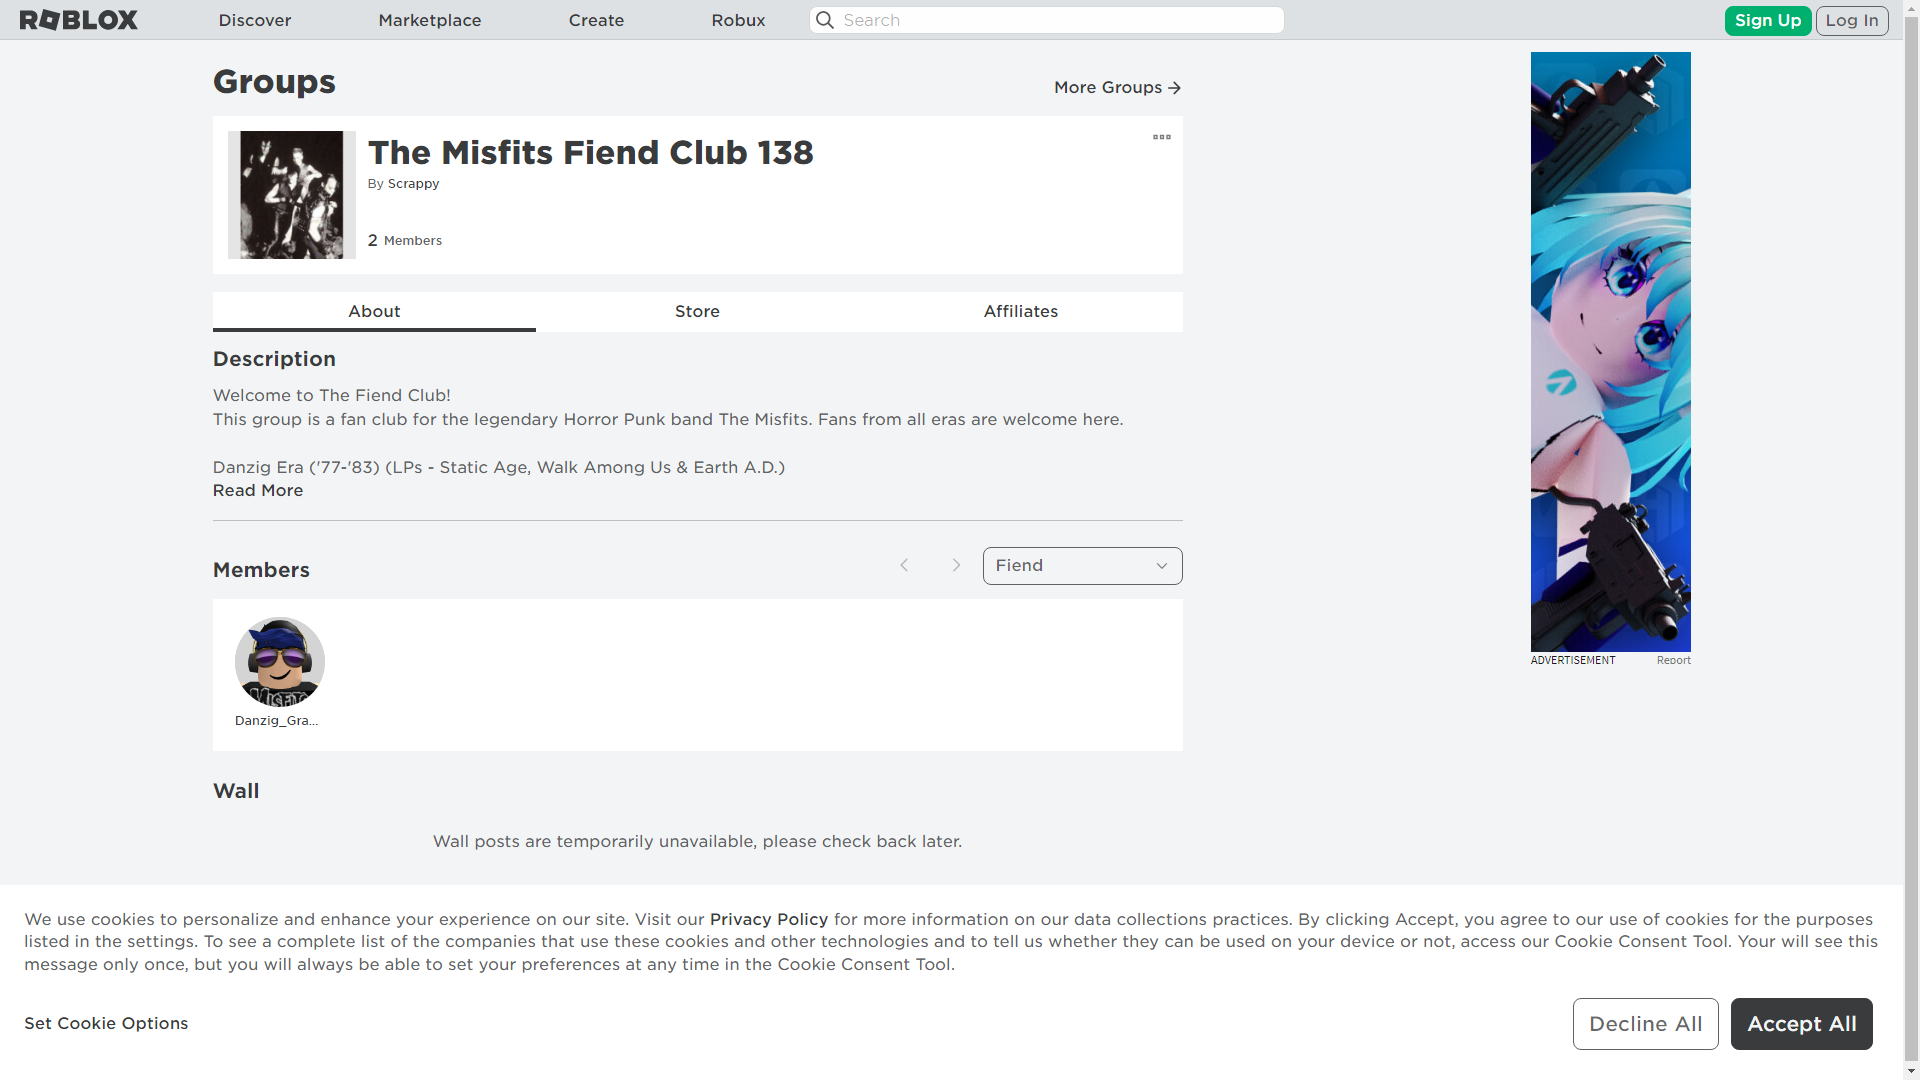 ROBLOX
Discover
Marketplace
Create
Robux
Search
Sign Up
Log In
Groups
More Groups
The Misfits Fiend Club 138
By Scrappy
2 Members
About
Store
Affiliates
Description
Welcome to The Fiend Club!
This group is a fan club for the legendary Horror Punk band The Misfits. Fans from all eras are welcome here.
Danzig Era ('77-'83) (LPs - Static Age, Walk Among Us & Earth A.D.)
Read More
Members
Fiend
MISFITS
Danzig_Gra...
ADVERTISEMENT
Report
Wall
Wall posts are temporarily unavailable, please check back later.
We use cookies to personalize and enhance your experience on our site. Visit our Privacy Policy for more information on our data collections practices. By clicking Accept, you agree to our use of cookies for the purposes
listed in the settings. To see a complete list of the companies that use these cookies and other technologies and to tell us whether they can be used on your device or not, access our Cookie Consent Tool. Your will see this
message only once, but you will always be able to set your preferences at any time in the Cookie Consent Tool.
Set Cookie Options
Decline All
Accept All